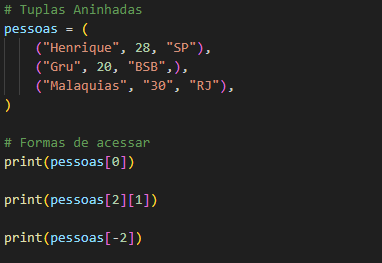 # Tuplas Aninhadas
pessoas = (
    ("Henrique", 28, "SP"),
    ("Gru", 20, "BSB",),
    ("Malaquias", "30", "RJ"),
)
# Formas de acessar
print(pessoas[0])
print(pessoas[2][1])
print(pessoas[-2])